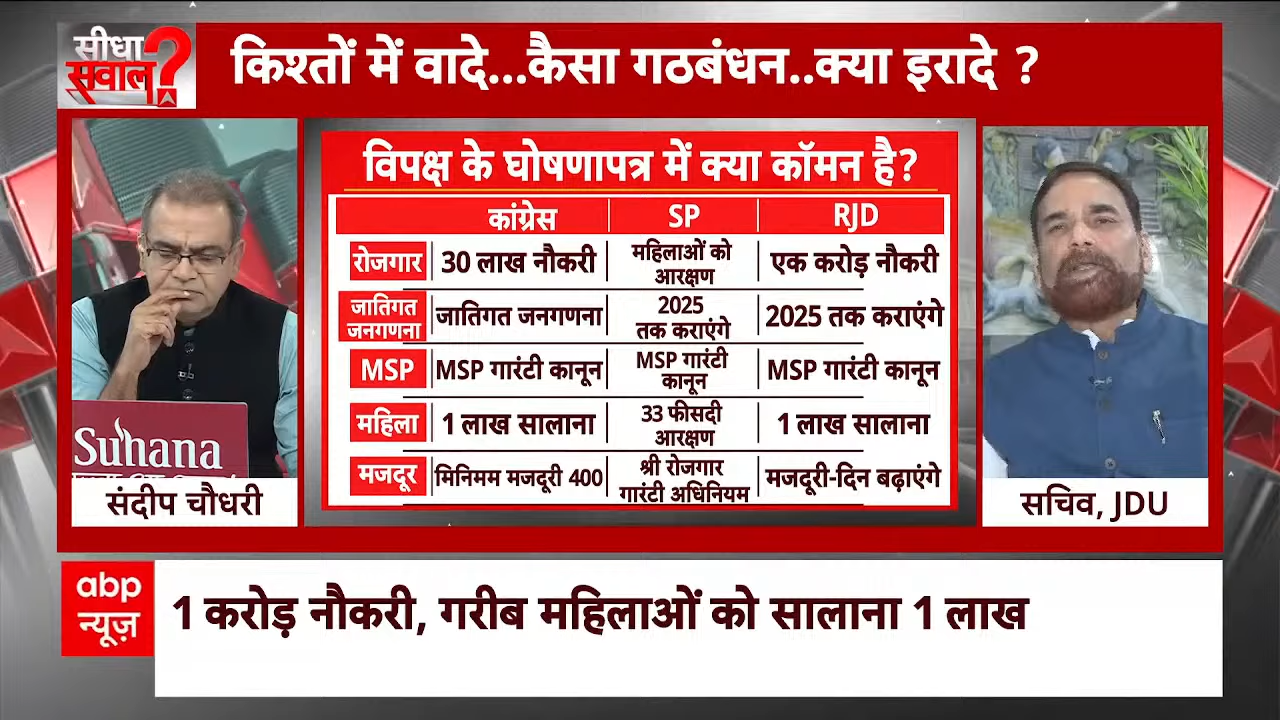 सीधा सवाल?
किश्तों में वादे...कैसा गठबंधन..क्या इरादे ?
विपक्ष के घोषणापत्र में क्या कॉमन है?
कांग्रेस SP RJD
रोजगार 30 लाख नौकरी महिलाओं को आरक्षण एक करोड़ नौकरी
जातिगत जनगणना जातिगत जनगणना 2025 तक कराएंगे 2025 तक कराएंगे
MSP MSP गारंटी कानून MSP गारंटी कानून MSP गारंटी कानून
महिला 1 लाख सालाना 33 फीसदी आरक्षण 1 लाख सालाना
मजदूर मिनिमम मजदूरी 400 श्री रोजगार गारंटी अधिनियम मजदूरी-दिन बढ़ाएंगे
Suhana
संदीप चौधरी
सचिव, JDU
abp न्यूज़
1 करोड़ नौकरी, गरीब महिलाओं को सालाना 1 लाख